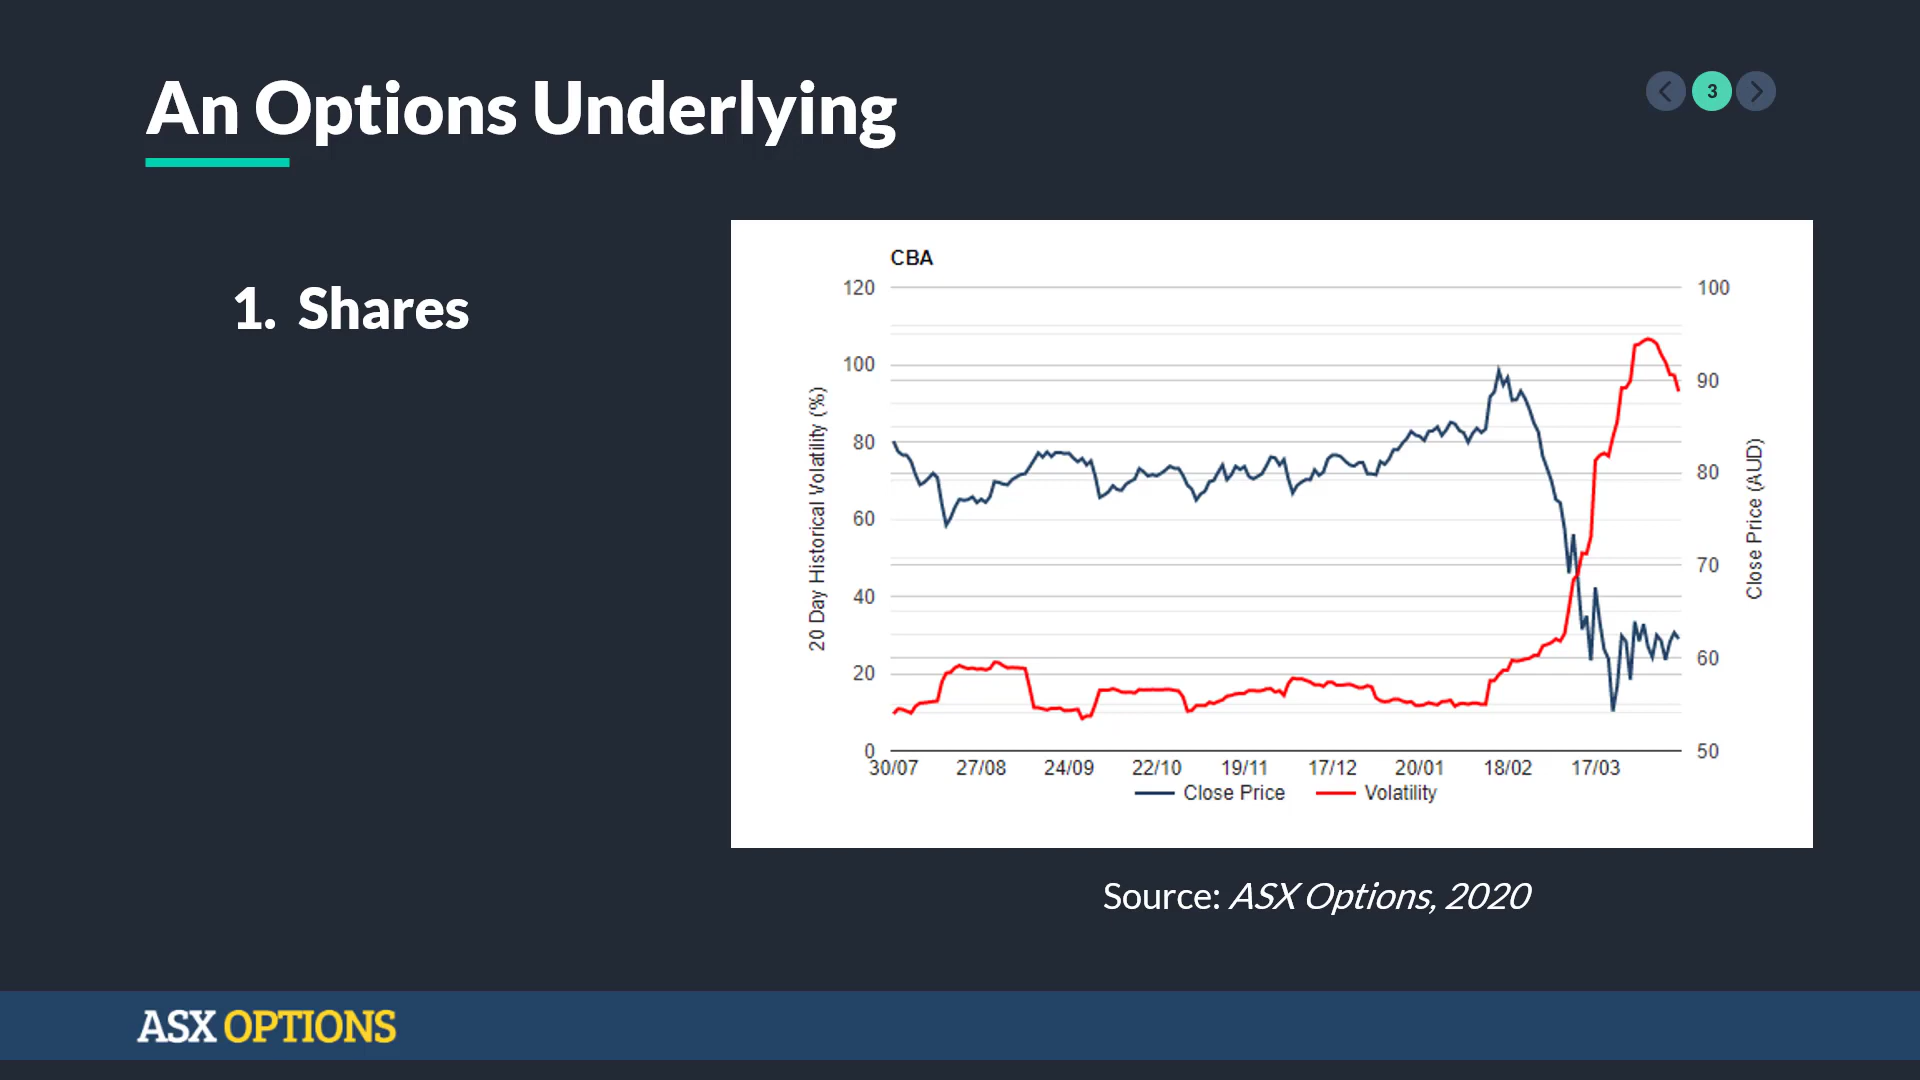 An Options Underlying
3
1. Shares
CBA
120
100
80
60
40
20
0
20 Day Historical Volatility (%)
100
90
80
70
60
50
Close Price (AUD)
30/07 27/08 24/09 22/10 19/11 17/12 20/01 18/02 17/03
Close Price Volatility
Source: ASX Options, 2020
ASX OPTIONS